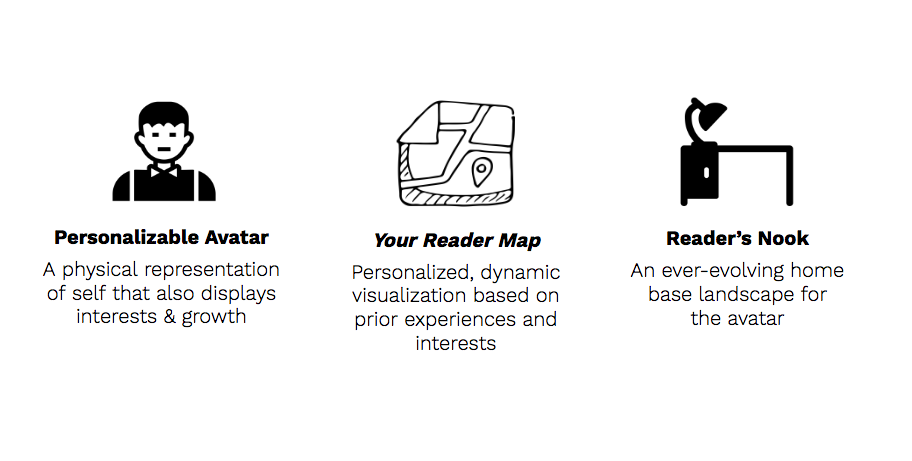 Personalizable Avatar
A physical representation
of self that also displays
interests & growth
Your Reader Map
Personalized, dynamic
visualization based on
prior experiences and
interests
Reader’s Nook
An ever-evolving home
base landscape for
the avatar